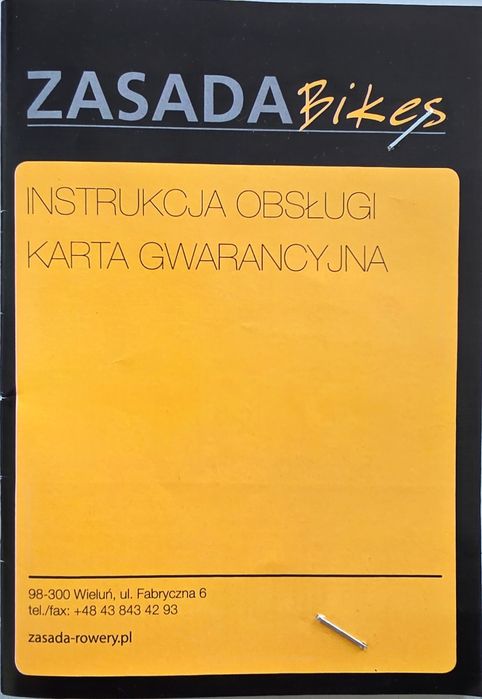 ZASADA Bikes
INSTRUKCJA OBSŁUGI
KARTA GWARANCYJNA
98-300 Wieluń, ul. Fabryczna 6
tel./fax: +48 43 843 42 93
zasada-rowery.pl